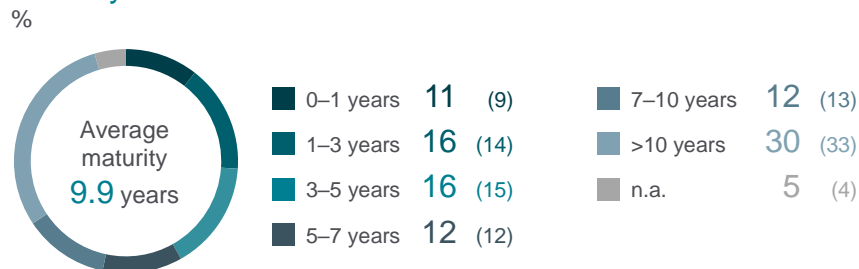 %
Average
maturity
9.9 years
0–1 years 11 (9)
1–3 years 16 (14)
3–5 years 16 (15)
5–7 years 12 (12)
7–10 years 12 (13)
>10 years 30 (33)
n.a. 5 (4)